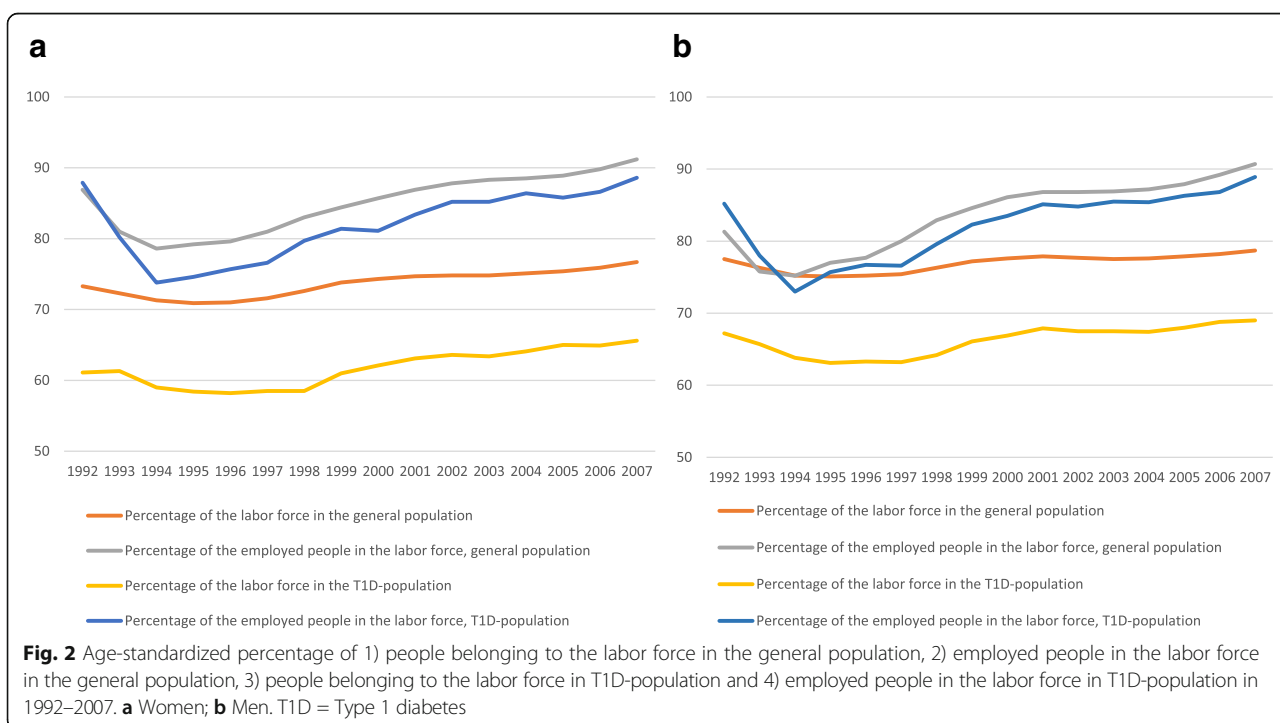 a
b
100
90
80
70
60
50
1992 1993 1994 1995 1996 1997 1998 1999 2000 2001 2002 2003 2004 2005 2006 2007
Percentage of the labor force in the general population
Percentage of the employed people in the labor force, general population
Percentage of the labor force in the T1D-population
Percentage of the employed people in the labor force, T1D-population
100
90
80
70
60
50
1992 1993 1994 1995 1996 1997 1998 1999 2000 2001 2002 2003 2004 2005 2006 2007
Percentage of the labor force in the general population
Percentage of the employed people in the labor force, general population
Percentage of the labor force in the T1D-population
Percentage of the employed people in the labor force, T1D-population
Fig. 2 Age-standardized percentage of 1) people belonging to the labor force in the general population, 2) employed people in the labor force
in the general population, 3) people belonging to the labor force in T1D-population and 4) employed people in the labor force in T1D-population in
1992–2007. a Women; b Men. T1D = Type 1 diabetes